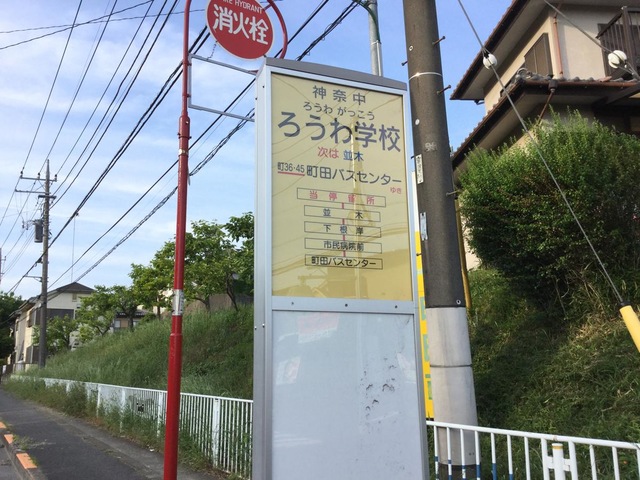 FIRE HYDRANT
消火栓
神奈中
ろうわ がっこう
ろうわ学校
次は 並木
町36・45 町田バスセンター
ゆき
当停留所
並木
下根岸
市民病院前
町田バスセンター